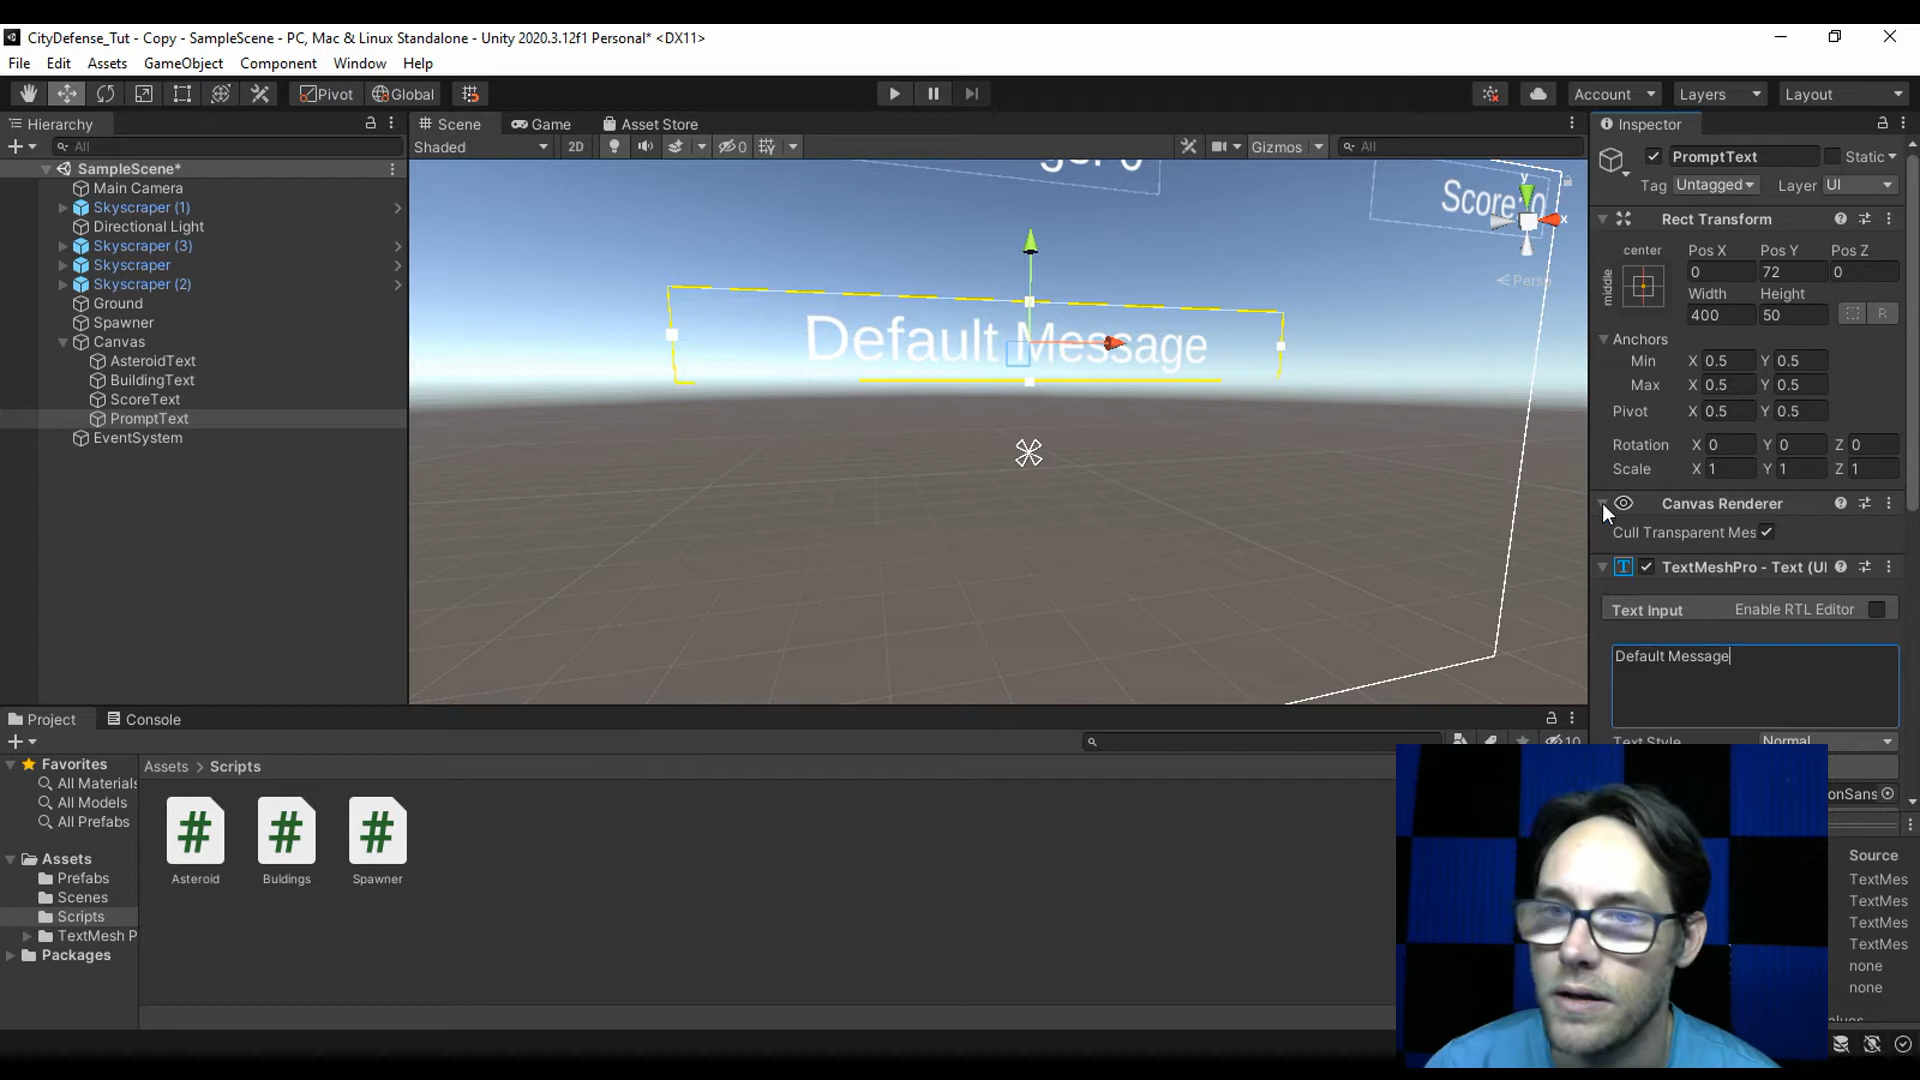 CityDefense_Tut - Copy - SampleScene - PC, Mac & Linux Standalone - Unity 2020.3.12f1 Personal* <DX11>
File Edit Assets GameObject Component Window Help
Pivot Global Account Layers Layout
Hierarchy
All
SampleScene*
Main Camera
Skyscraper (1)
Directional Light
Skyscraper (3)
Skyscraper
Skyscraper (2)
Ground
Spawner
Canvas
AsteroidText
BuildingText
ScoreText
PromptText
EventSystem
Scene Game Asset Store
Shaded 2D 0 Gizmos All
Score: 0
y
x
Persp
Default Message
Inspector
PromptText Static
Tag Untagged Layer UI
Rect Transform
center Pos X Pos Y Pos Z
middle 0 72 0
Width Height
400 50 R
Anchors
Min X 0.5 Y 0.5
Max X 0.5 Y 0.5
Pivot X 0.5 Y 0.5
Rotation X 0 Y 0 Z 0
Scale X 1 Y 1 Z 1
Canvas Renderer
Cull Transparent Mes
TextMeshPro - Text (UI
Text Input Enable RTL Editor
Default Message
Text Style Normal
onSans
Source
TextMes
TextMes
TextMes
TextMes
none
none
Project Console
10
Favorites
All Materials
All Models
All Prefabs
Assets
Prefabs
Scenes
Scripts
TextMesh P
Packages
Assets > Scripts
# # #
Asteroid Buldings Spawner